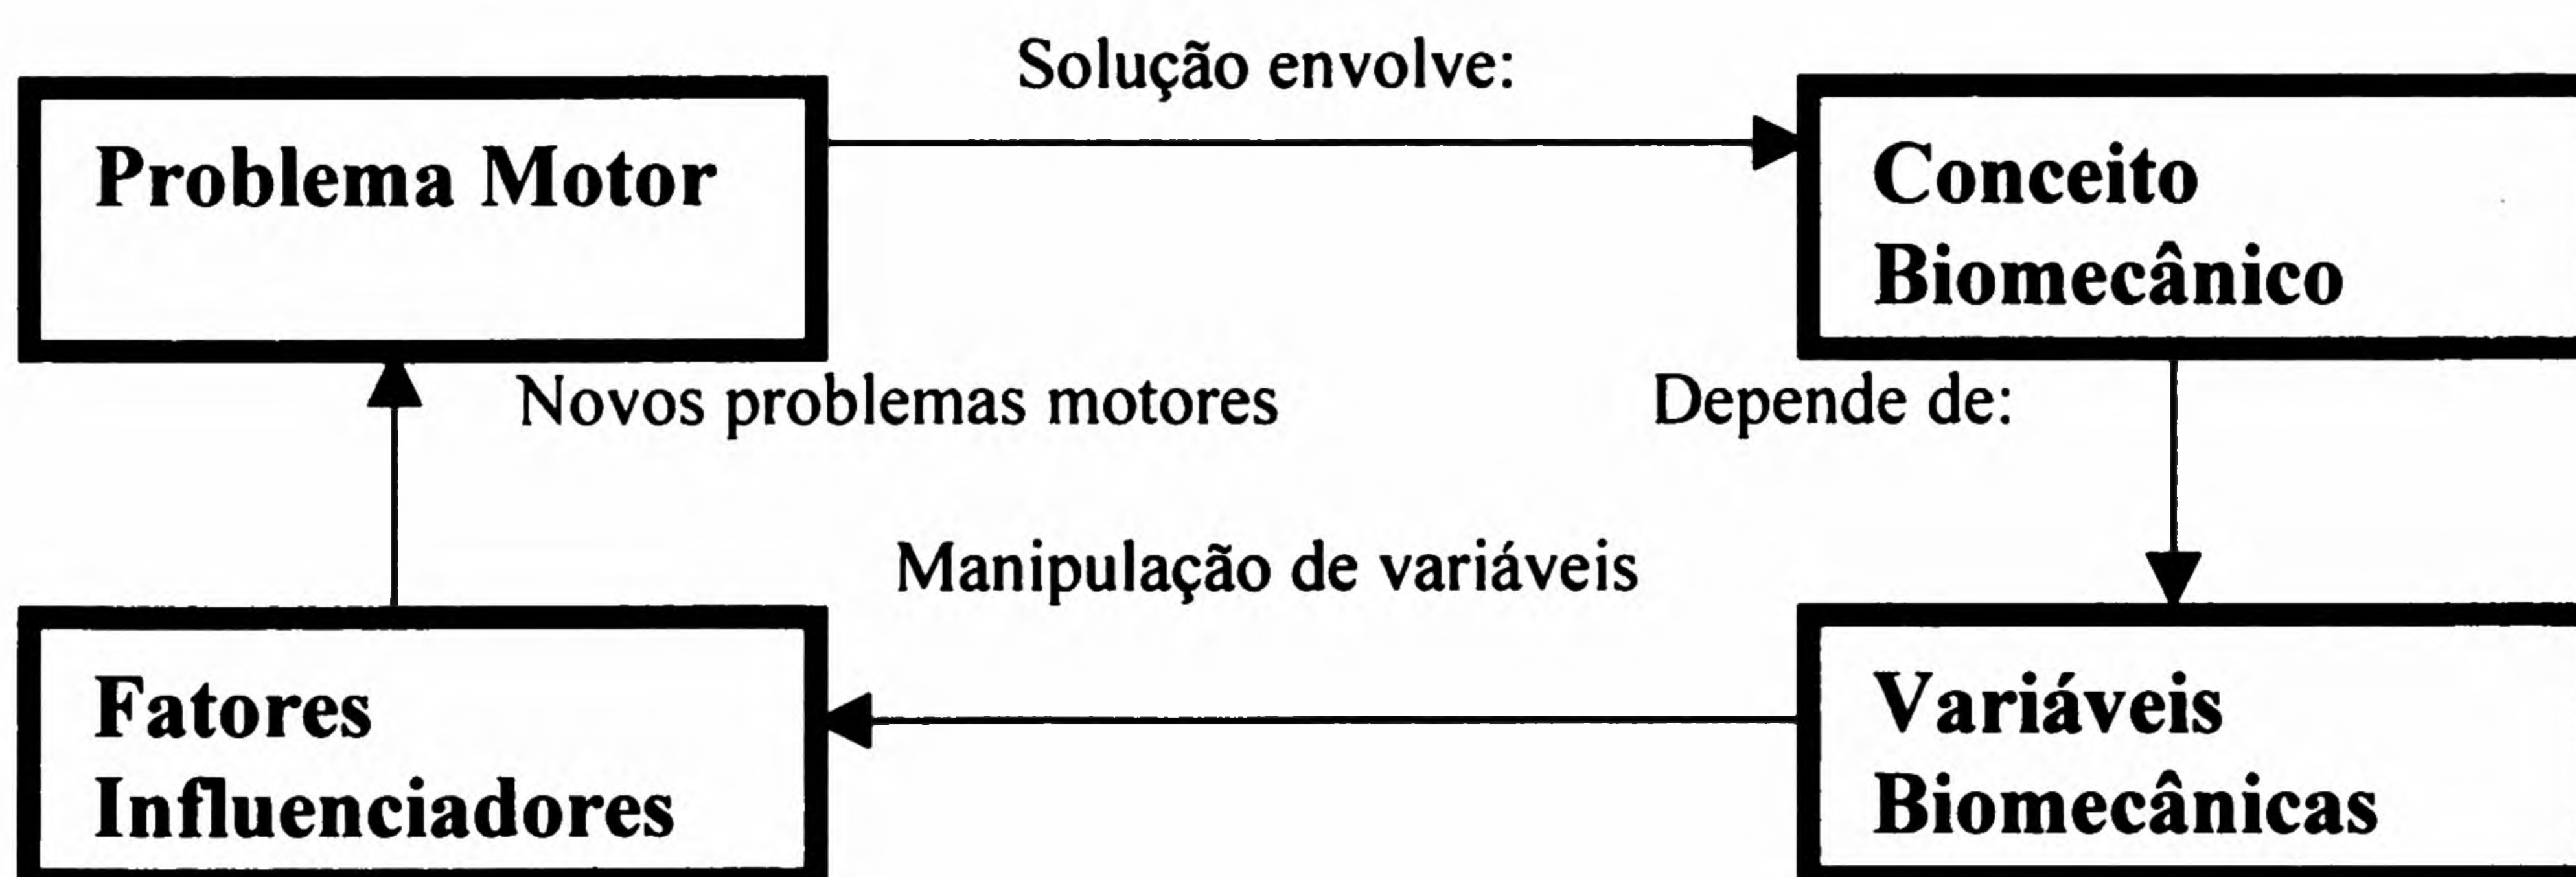 Solução envolve:
Problema Motor
Conceito
Biomecânico
Novos problemas motores
Depende de:
Manipulação de variáveis
Fatores
Influenciadores
Variáveis
Biomecânicas